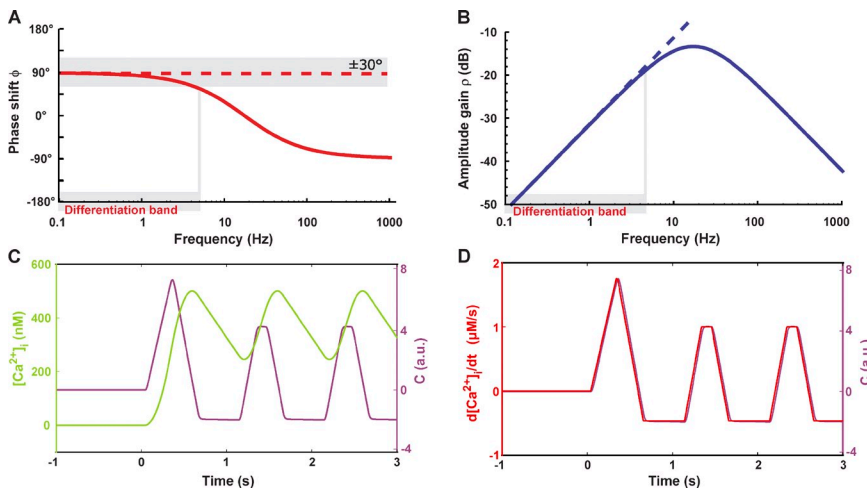 A
180°
90°
0°
-90°
-180°
Phase shift ϕ
±30°
Differentiation band
0.1
1
10
100
1000
Frequency (Hz)
B
-10
-20
-30
-40
-50
Amplitude gain ρ (dB)
Differentiation band
0.1
1
10
100
1000
Frequency (Hz)
C
600
400
200
0
[Ca²⁺]i (nM)
8
4
0
-4
C (a.u.)
-1
0
1
2
3
Time (s)
D
2
1
0
-1
d[Ca²⁺]i/dt (µM/s)
8
4
0
-2
C (a.u.)
-1
0
1
2
3
Time (s)